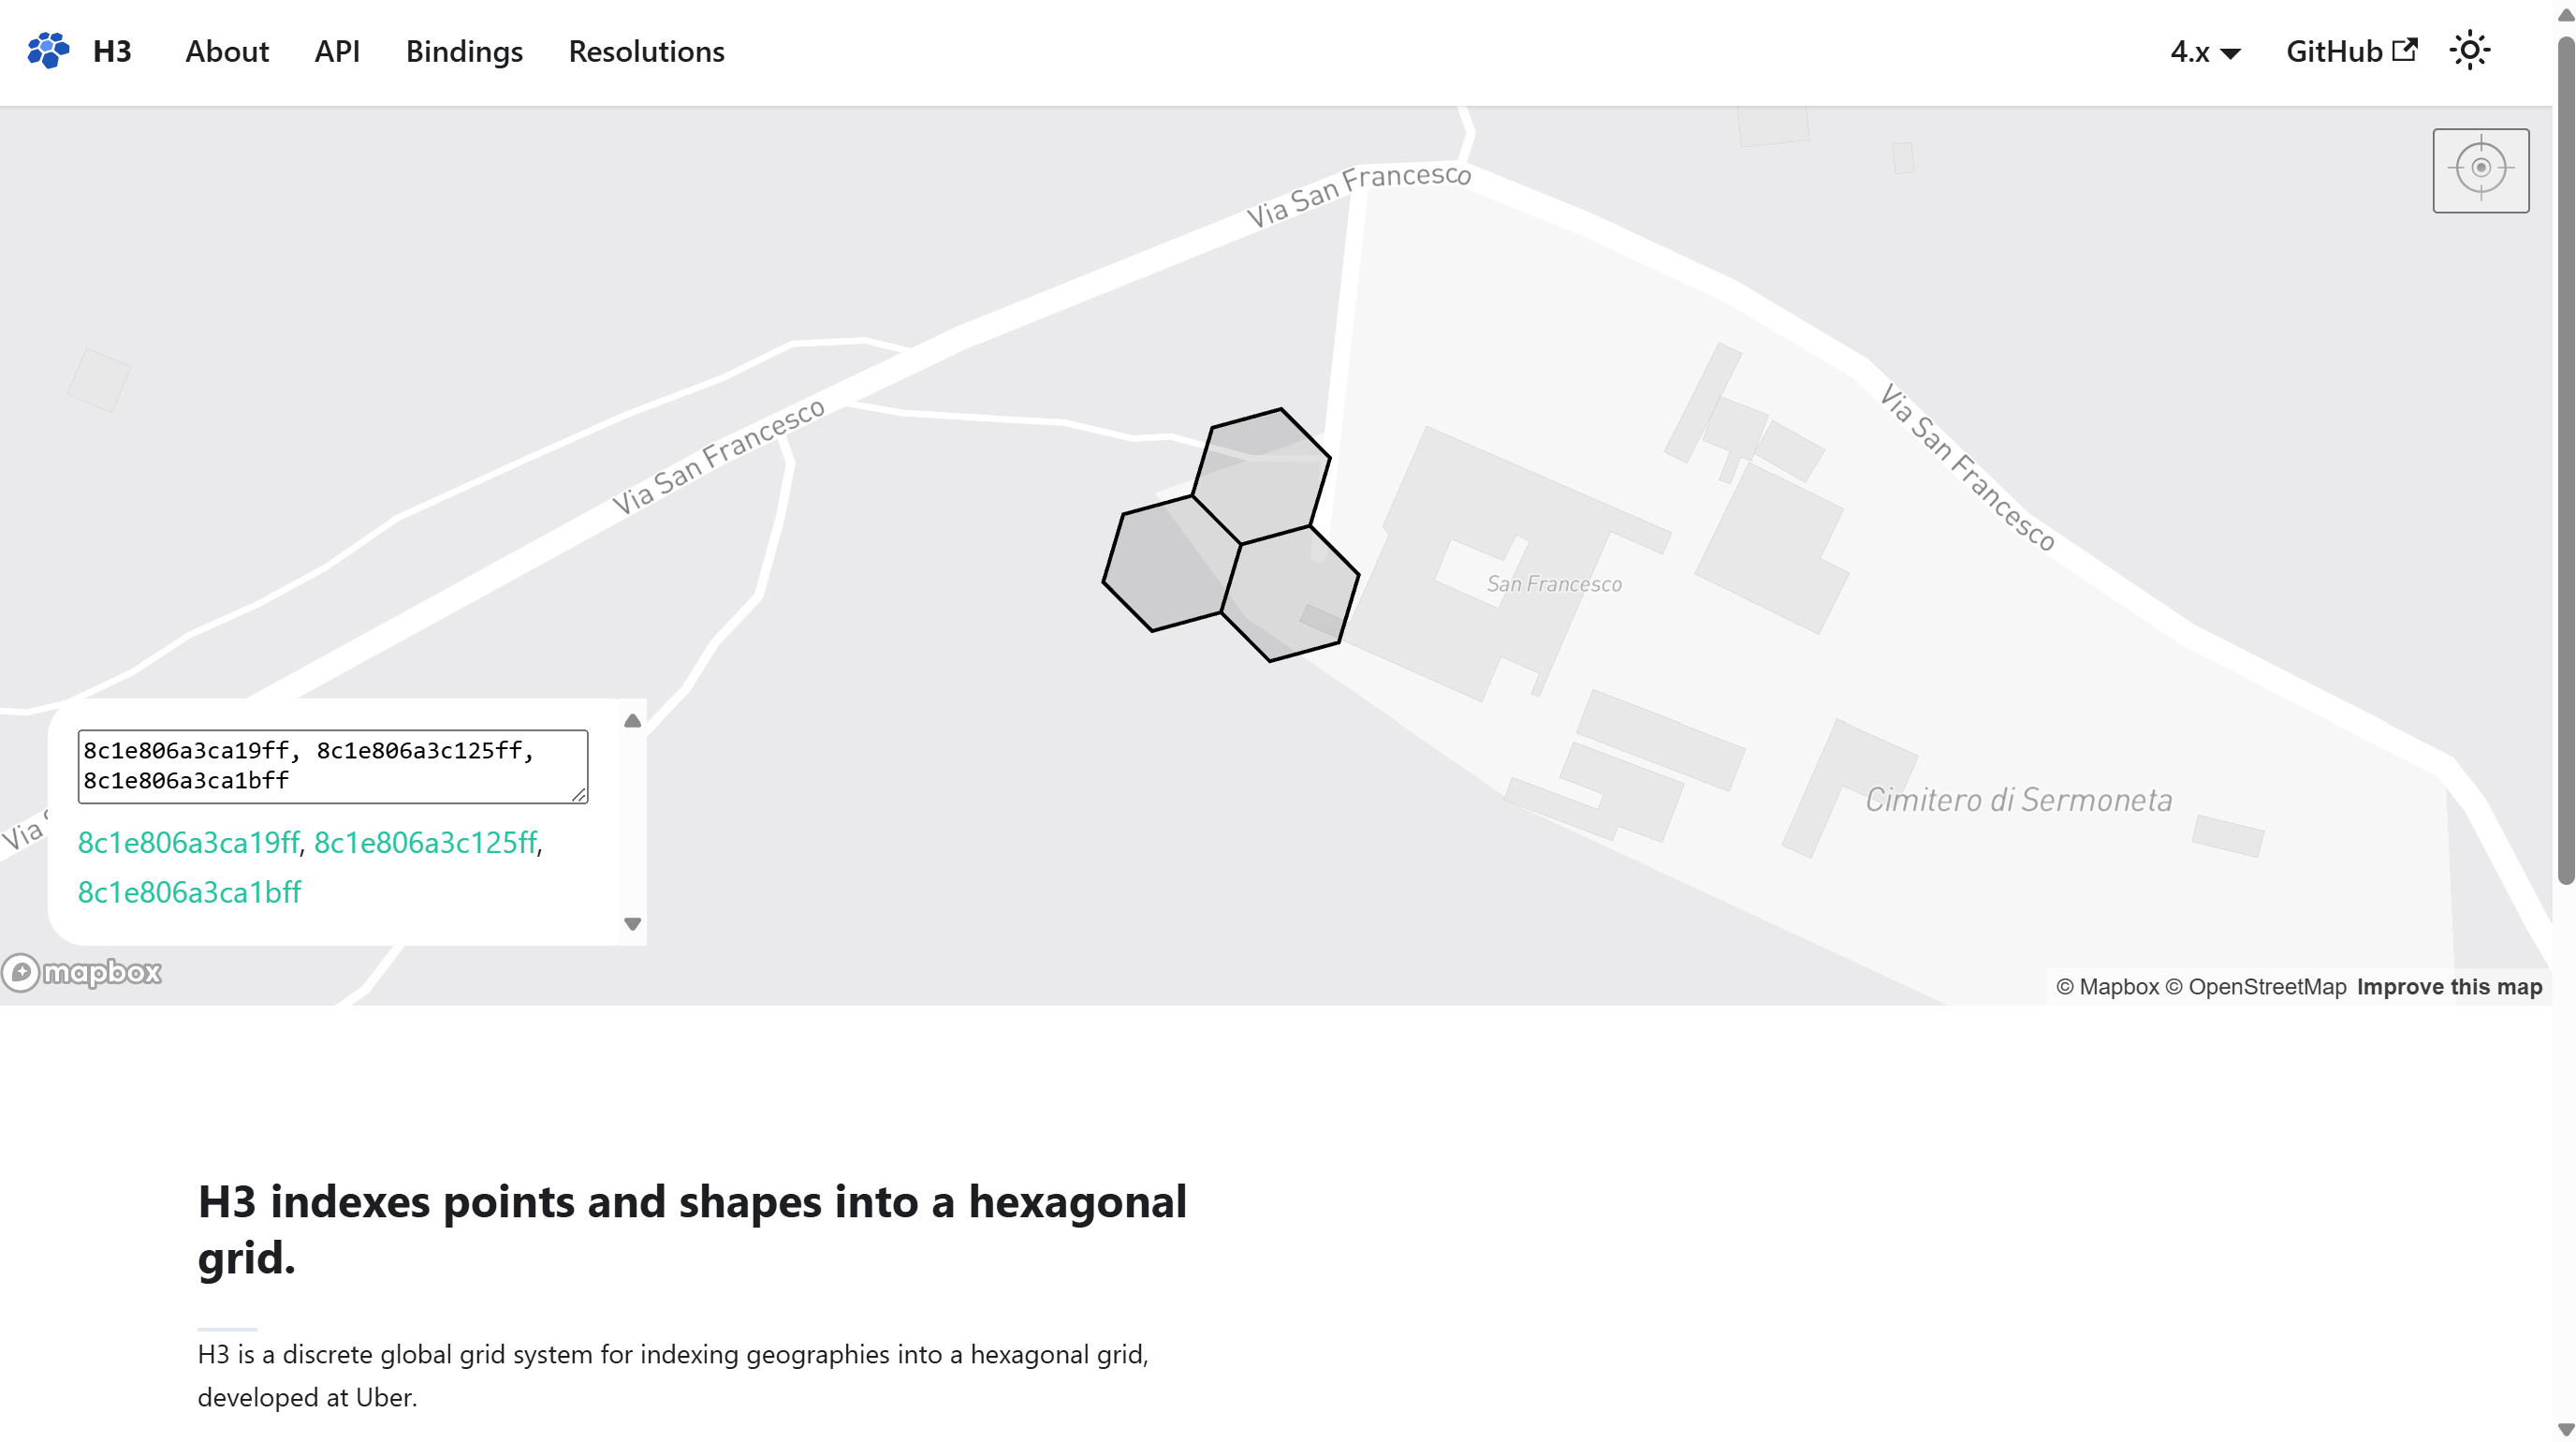 H3 About API Bindings Resolutions 4.x GitHub
Via San Francesco
Via San Francesco
Via San Francesco
San Francesco
Cimitero di Sermoneta
Via
8c1e806a3ca19ff, 8c1e806a3c125ff,
8c1e806a3ca1bff
8c1e806a3ca19ff, 8c1e806a3c125ff,
8c1e806a3ca1bff
mapbox
© Mapbox © OpenStreetMap Improve this map
H3 indexes points and shapes into a hexagonal
grid.
H3 is a discrete global grid system for indexing geographies into a hexagonal grid,
developed at Uber.